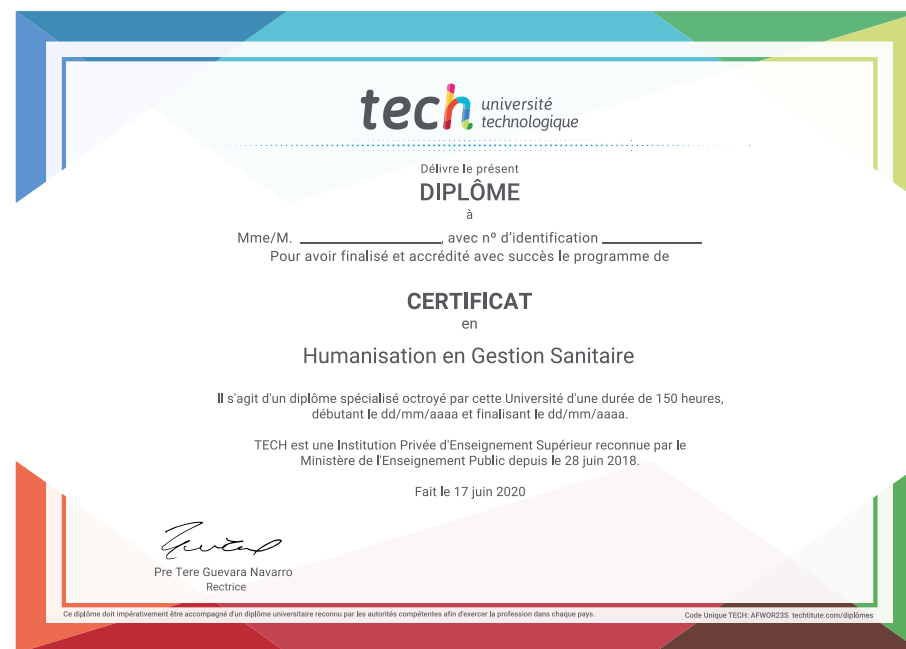 tech université
technologique
Délivre le présent
DIPLÔME
à
Mme/M. ____________________, avec nº d'identification ______________
Pour avoir finalisé et accrédité avec succès le programme de
CERTIFICAT
en
Humanisation en Gestion Sanitaire
Il s'agit d'un diplôme spécialisé octroyé par cette Université d'une durée de 150 heures,
débutant le dd/mm/aaaa et finalisant le dd/mm/aaaa.
TECH est une Institution Privée d'Enseignement Supérieur reconnue par le
Ministère de l'Enseignement Public depuis le 28 juin 2018.
Fait le 17 juin 2020
Pre Tere Guevara Navarro
Rectrice
Ce diplôme doit impérativement être accompagné d'un diplôme universitaire reconnu par les autorités compétentes afin d'exercer la profession dans chaque pays.
Code Unique TECH: AFWOR23S techtitute.com/diplômes